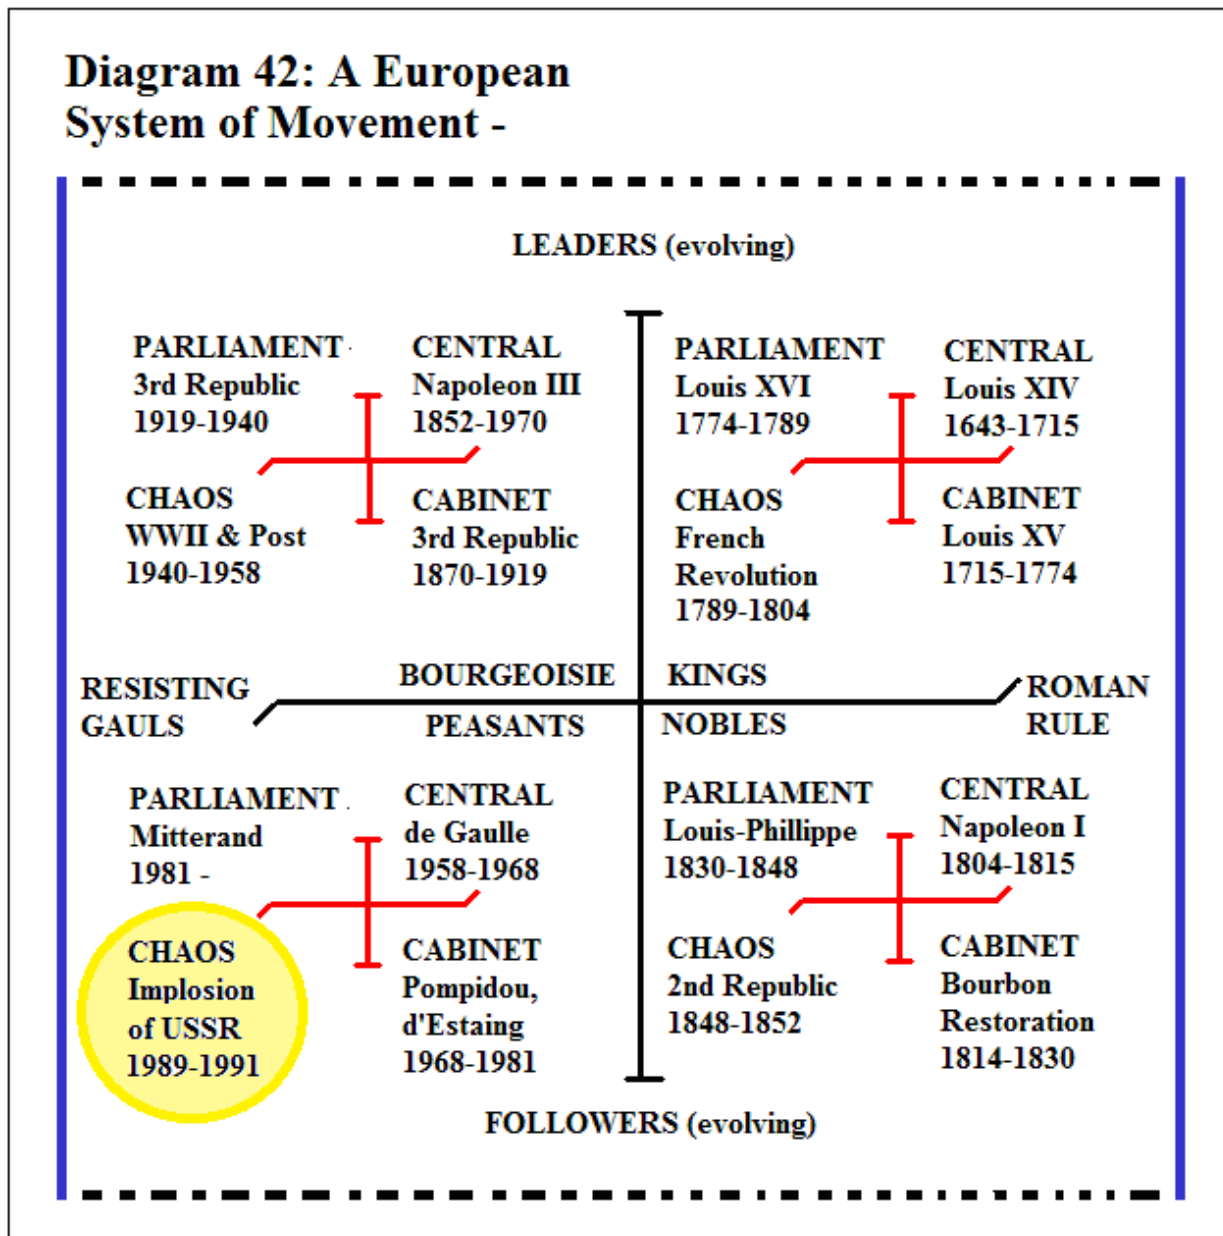 Diagram 42: A European
System of Movement -
LEADERS (evolving)
PARLIAMENT
3rd Republic
1919-1940
CENTRAL
Napoleon III
1852-1970
PARLIAMENT
Louis XVI
1774-1789
CENTRAL
Louis XIV
1643-1715
CHAOS
WWII & Post
1940-1958
CABINET
3rd Republic
1870-1919
CHAOS
French
Revolution
1789-1804
CABINET
Louis XV
1715-1774
RESISTING
GAULS
BOURGEOISIE
PEASANTS
KINGS
NOBLES
ROMAN
RULE
PARLIAMENT
Mitterand
1981 -
CENTRAL
de Gaulle
1958-1968
PARLIAMENT
Louis-Phillippe
1830-1848
CENTRAL
Napoleon I
1804-1815
CHAOS
Implosion
of USSR
1989-1991
CABINET
Pompidou,
d'Estaing
1968-1981
CHAOS
2nd Republic
1848-1852
CABINET
Bourbon
Restoration
1814-1830
FOLLOWERS (evolving)